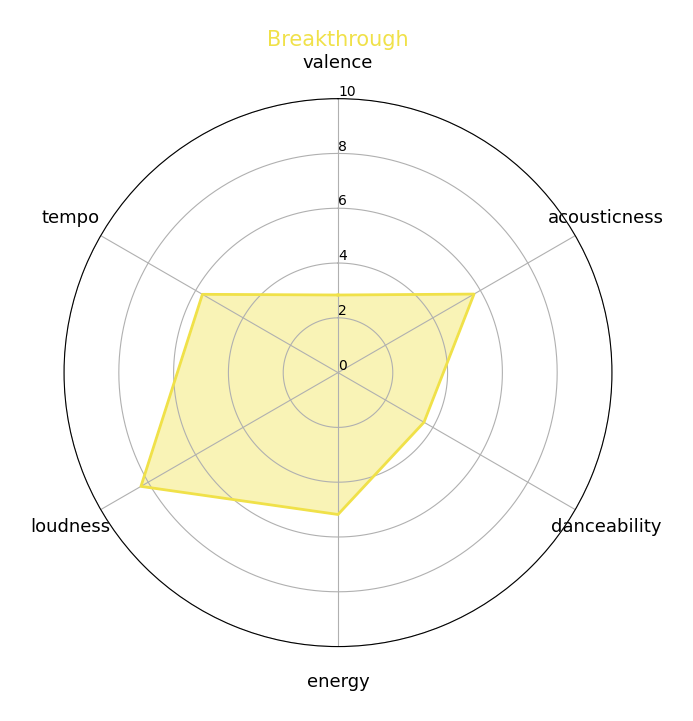 Breakthrough
valence
10
8
tempo
acousticness
6
4
2
0
loudness
danceability
energy